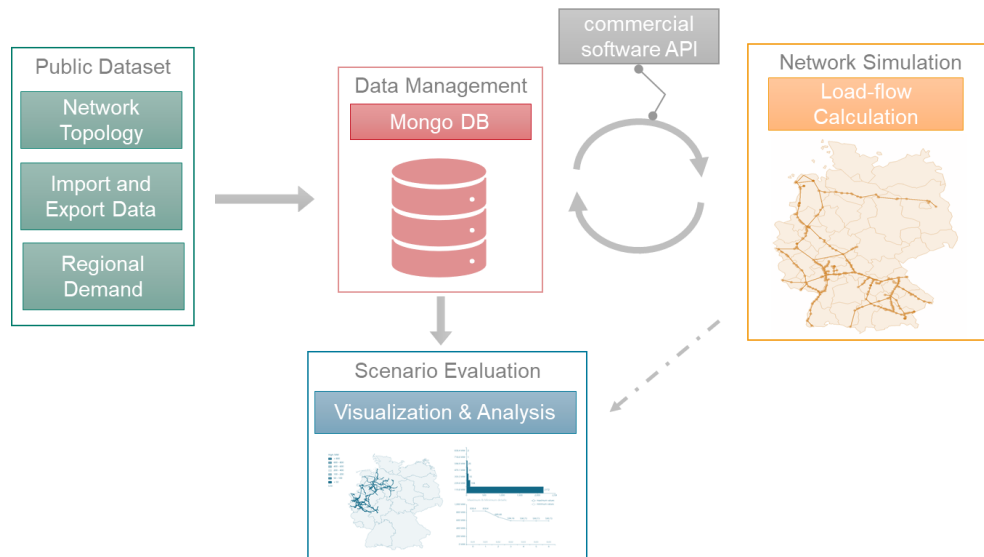 Public Dataset
Network
Topology
Import and
Export Data
Regional
Demand
Data Management
Mongo DB
commercial
software API
Network Simulation
Load-flow
Calculation
Scenario Evaluation
Visualization & Analysis